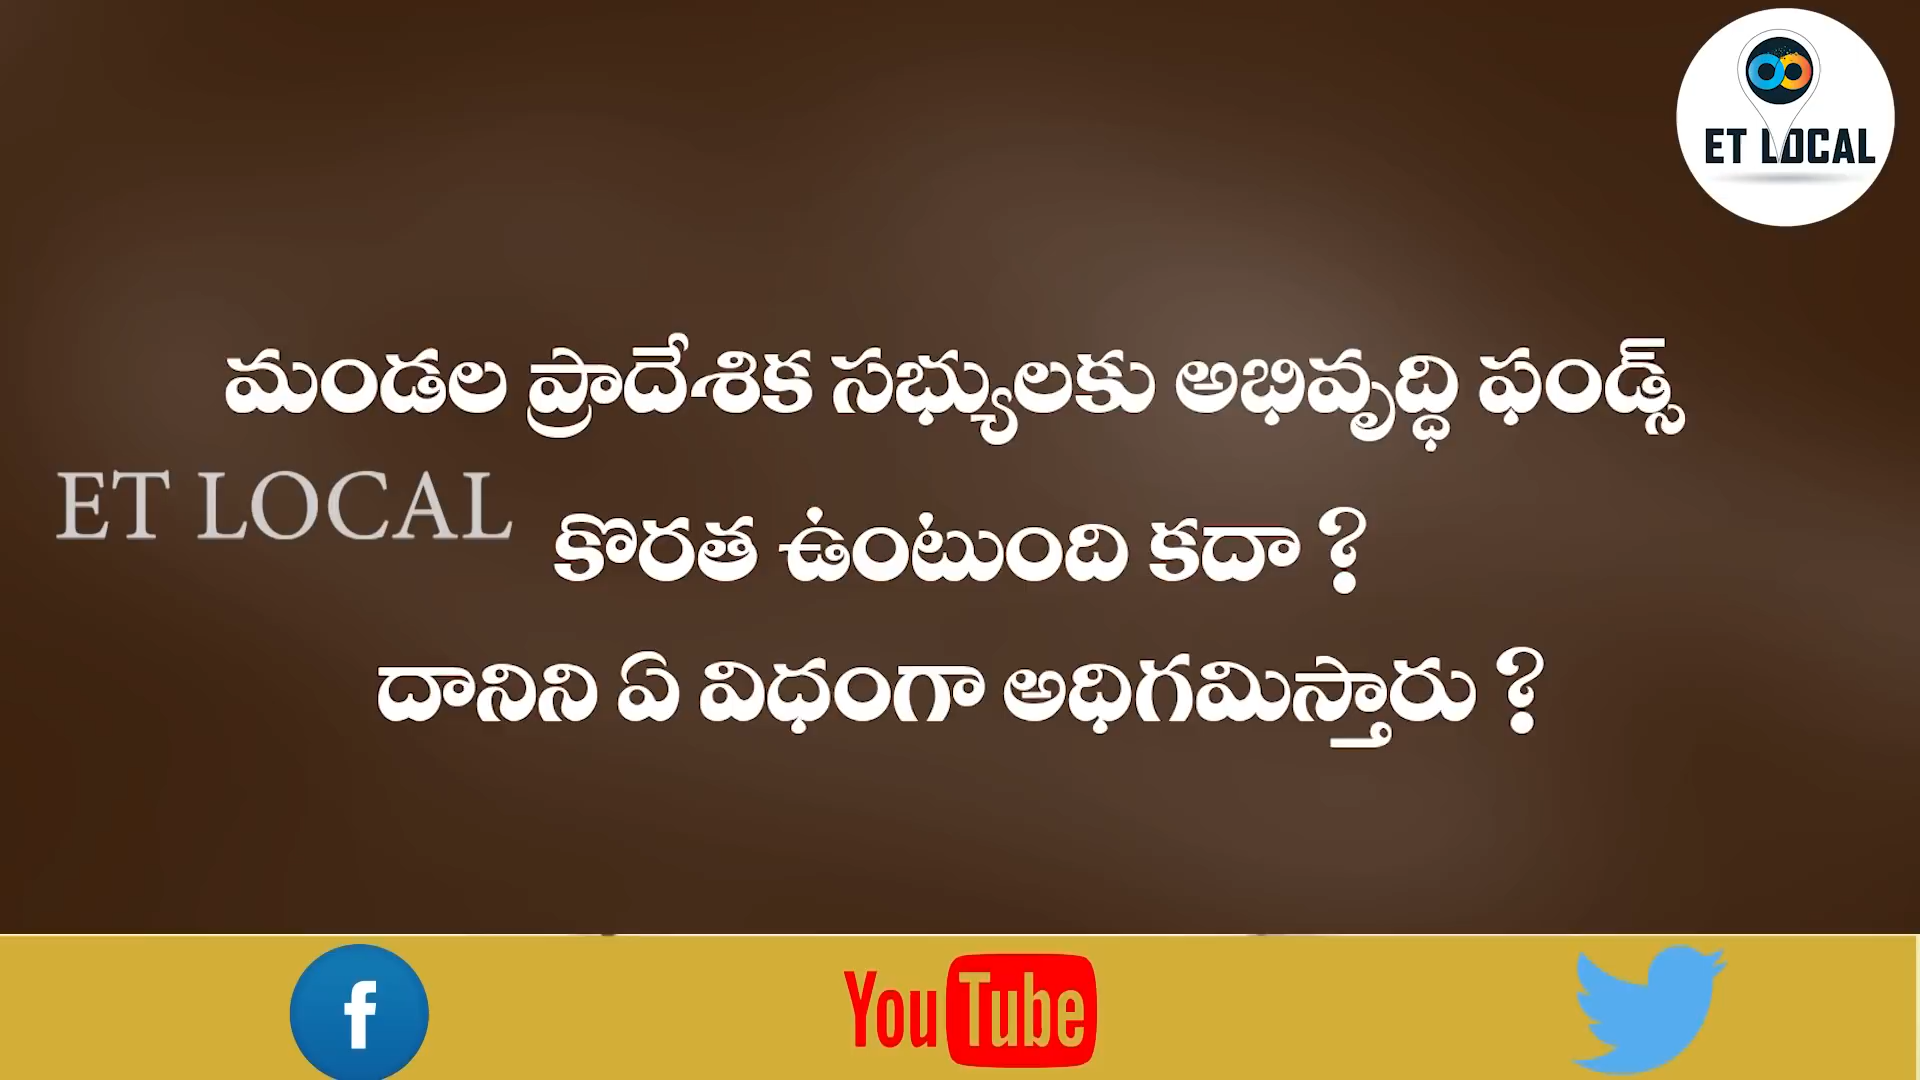 ET LOCAL
మండల ప్రాదేశిక సభ్యులకు అభివృద్ధి ఫండ్స్
ET LOCAL
కొరత ఉంటుంది కదా ?
దానిని ఏ విధంగా అధిగమిస్తారు ?
f
YouTube